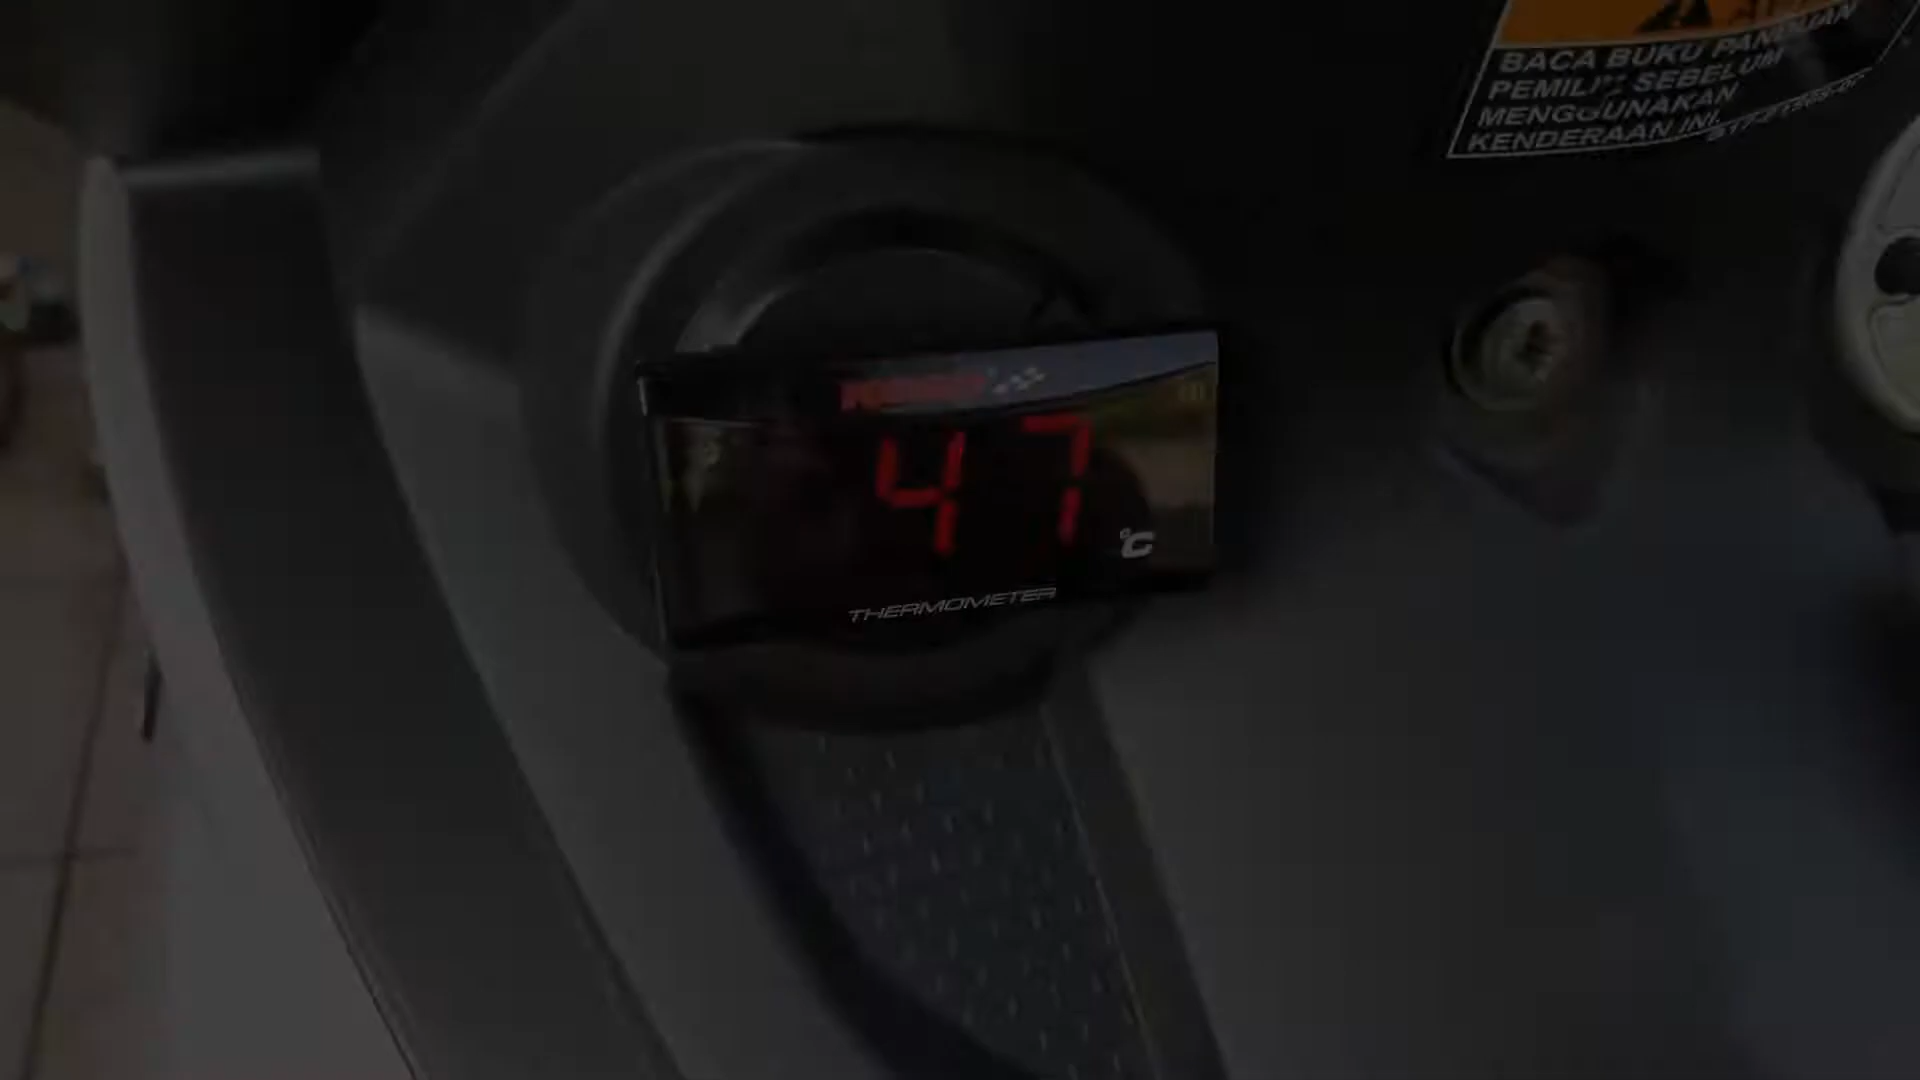 BACA BUKU PANDUAN
PEMILIK SEBELUM
MENGGUNAKAN
KENDERAAN INI.
47
°C
THERMOMETER